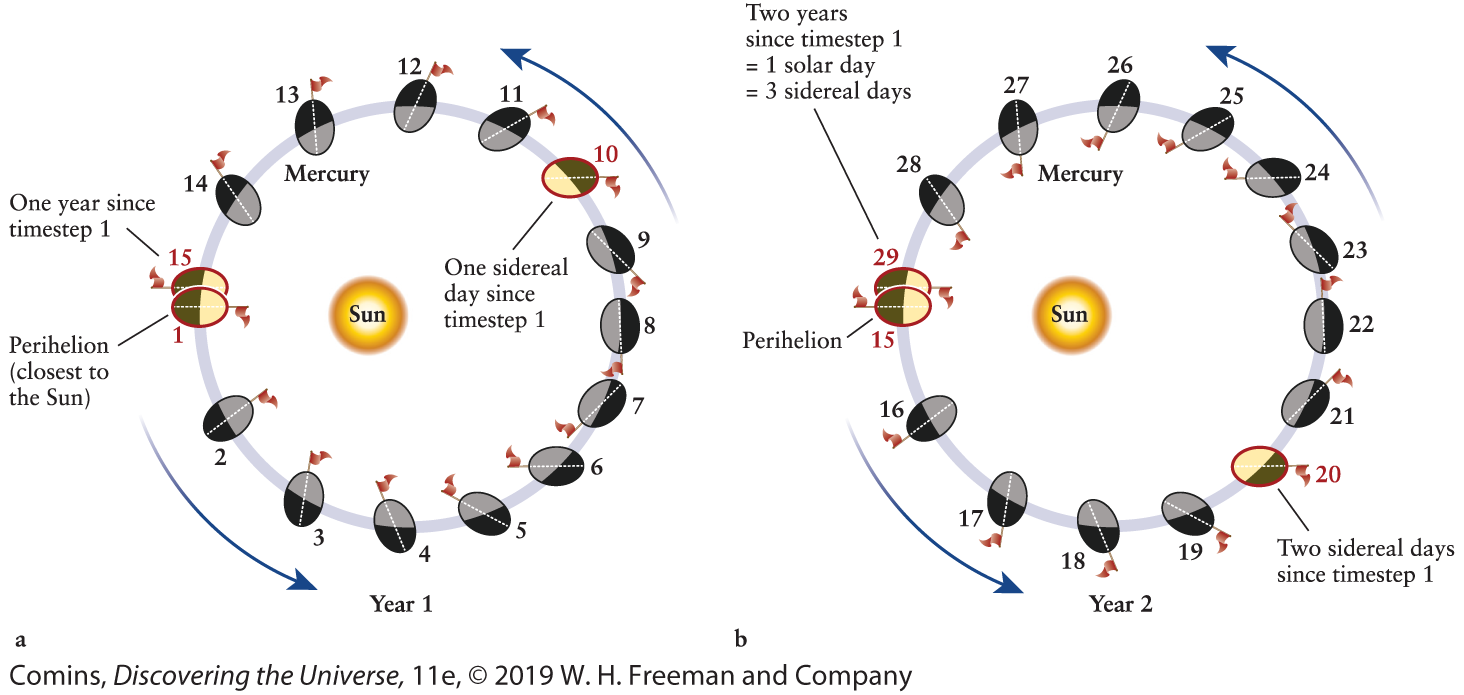 12
13
11
Mercury
10
14
One year since
timestep 1
15
9
One sidereal
day since
timestep 1
Sun
8
1
Perihelion
(closest to
the Sun)
7
2
6
3
4
5
Year 1
a
Two years
since timestep 1
= 1 solar day
= 3 sidereal days
26
27
25
Mercury
28
24
23
29
Sun
22
Perihelion
15
16
21
20
17
18
19
Two sidereal days
since timestep 1
Year 2
b
Comins, Discovering the Universe, 11e, © 2019 W. H. Freeman and Company